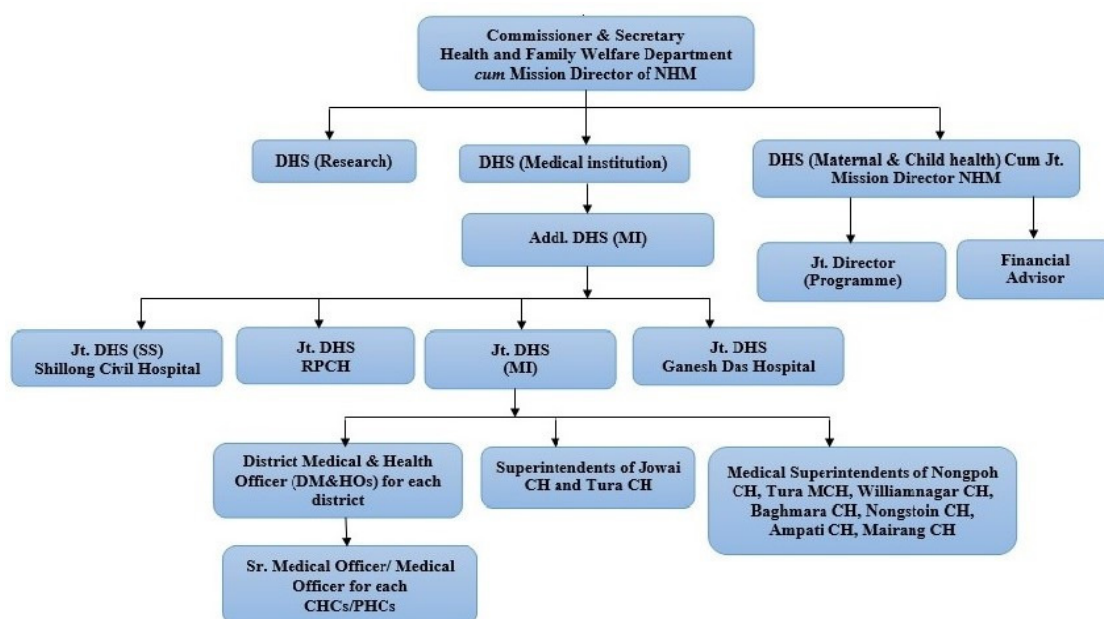 Commissioner & Secretary
Health and Family Welfare Department
cum Mission Director of NHM
DHS (Research)
DHS (Medical institution)
DHS (Maternal & Child health) Cum Jt.
Mission Director NHM
Addl. DHS (MI)
Jt. Director
(Programme)
Financial
Advisor
Jt. DHS (SS)
Shillong Civil Hospital
Jt. DHS
RPCH
Jt. DHS
(MI)
Jt. DHS
Ganesh Das Hospital
District Medical & Health
Officer (DM&HOs) for each
district
Superintendents of Jowai
CH and Tura CH
Medical Superintendents of Nongpoh
CH, Tura MCH, Williamnagar CH,
Baghmara CH, Nongstoin CH,
Ampati CH, Mairang CH
Sr. Medical Officer/ Medical
Officer for each
CHCs/PHCs